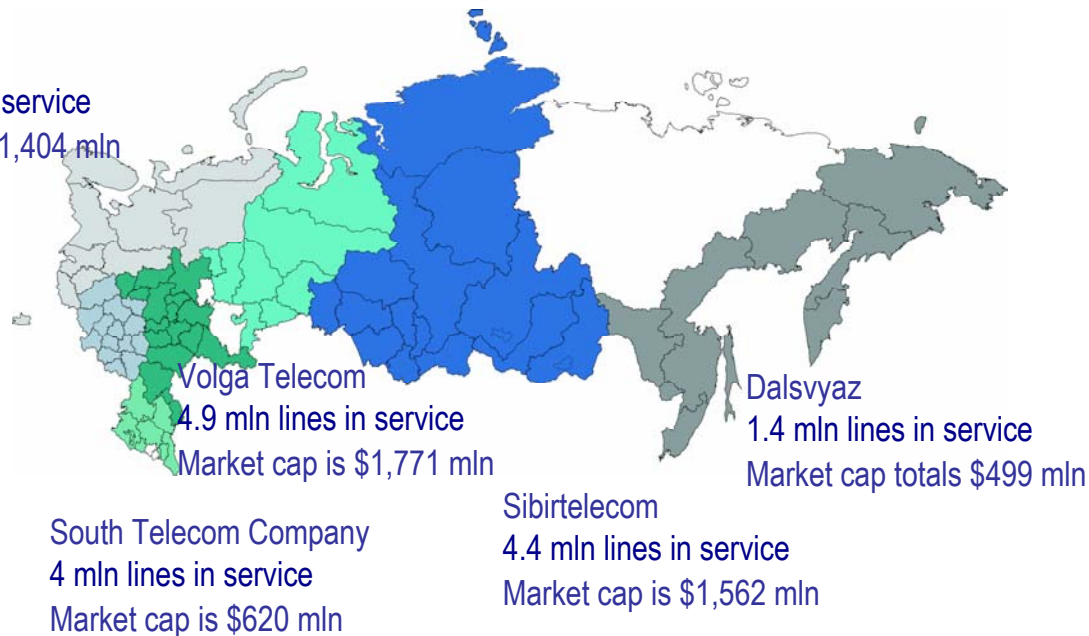 service
1,404 mln
Volga Telecom
4.9 mln lines in service
Market cap is $1,771 mln
Dalsvyaz
1.4 mln lines in service
Market cap totals $499 mln
South Telecom Company
4 mln lines in service
Market cap is $620 mln
Sibirtelecom
4.4 mln lines in service
Market cap is $1,562 mln